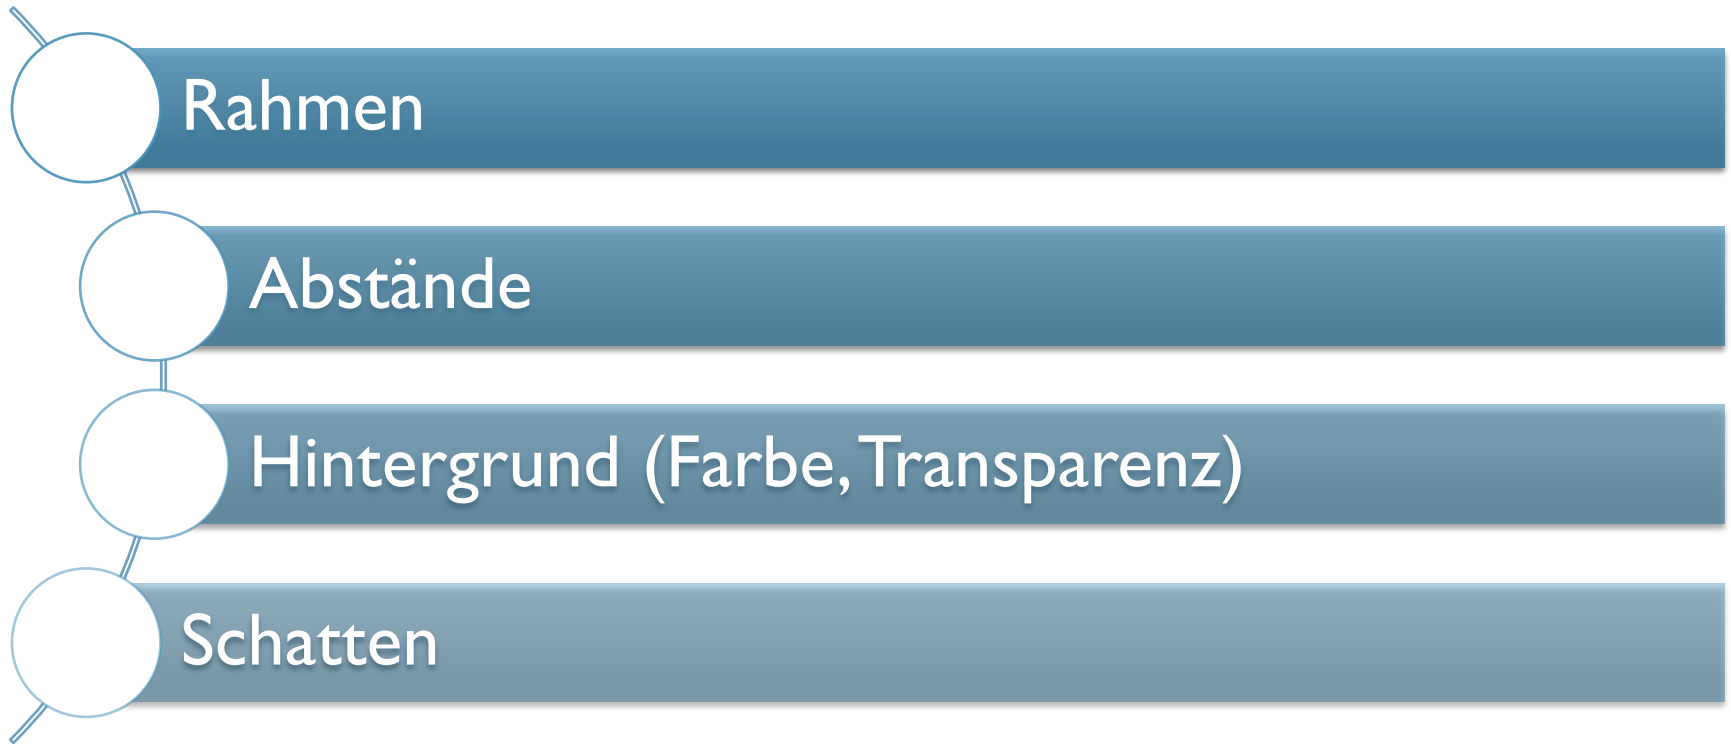 Rahmen
Abstände
Hintergrund (Farbe, Transparenz)
Schatten